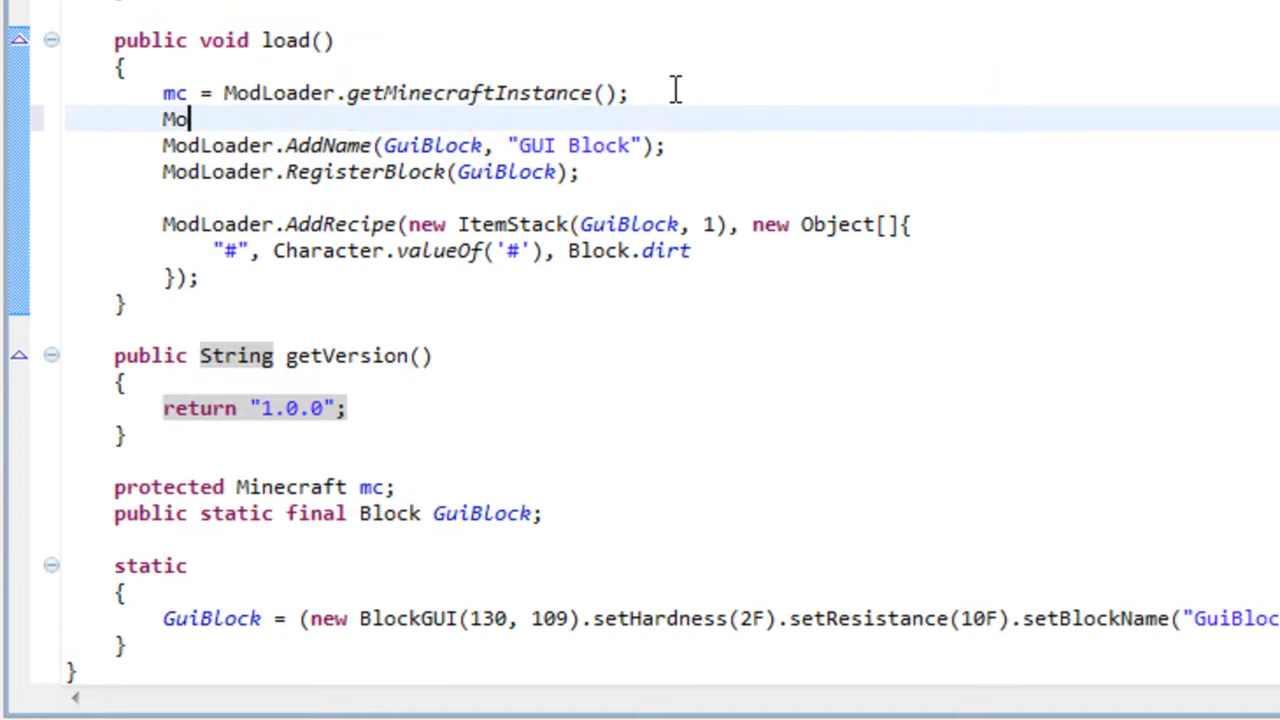 public void load()
{
mc = ModLoader.getMinecraftInstance();
Mo
ModLoader.AddName(GuiBlock, "GUI Block");
ModLoader.RegisterBlock(GuiBlock);
ModLoader.AddRecipe(new ItemStack(GuiBlock, 1), new Object[]{
"#", Character.valueOf('#'), Block.dirt
});
}
public String getVersion()
{
return "1.0.0";
}
protected Minecraft mc;
public static final Block GuiBlock;
static
{
GuiBlock = (new BlockGUI(130, 109).setHardness(2F).setResistance(10F).setBlockName("GuiBloc
}
}